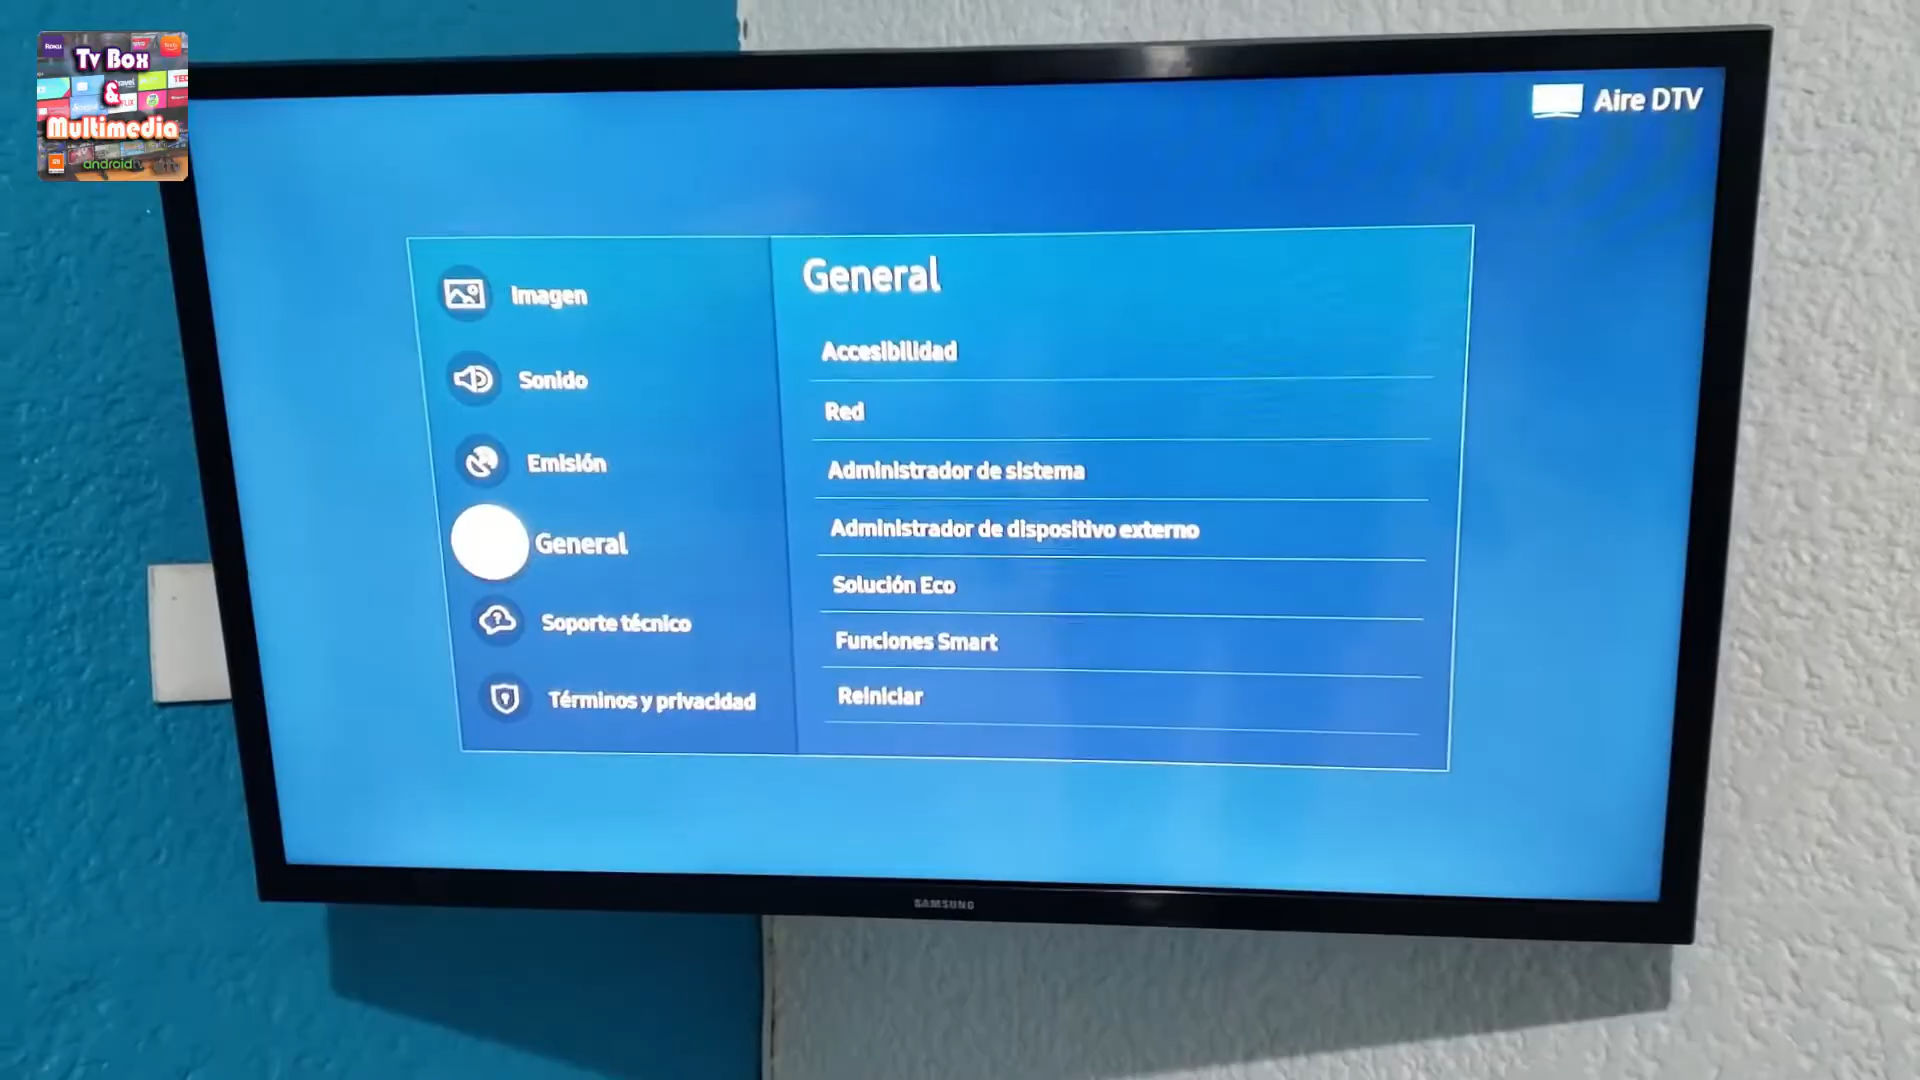 Tv Box
&
Multimedia
androidtv
Aire DTV
Imagen
Sonido
Emisión
General
Soporte técnico
Términos y privacidad
General
Accesibilidad
Red
Administrador de sistema
Administrador de dispositivo externo
Solución Eco
Funciones Smart
Reiniciar
SAMSUNG